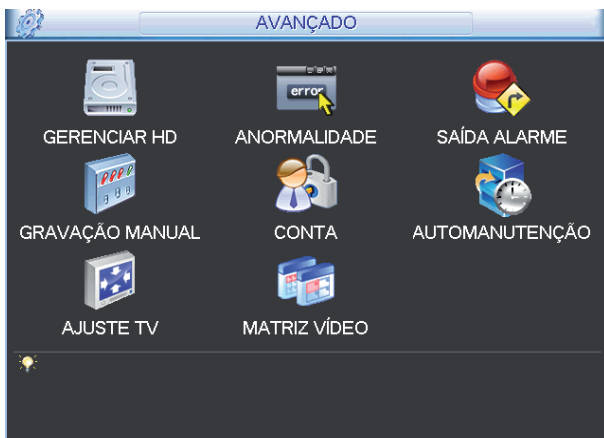 AVANÇADO
error
GERENCIAR HD ANORMALIDADE SAÍDA ALARME
GRAVAÇÃO MANUAL CONTA AUTOMANUTENÇÃO
AJUSTE TV MATRIZ VÍDEO